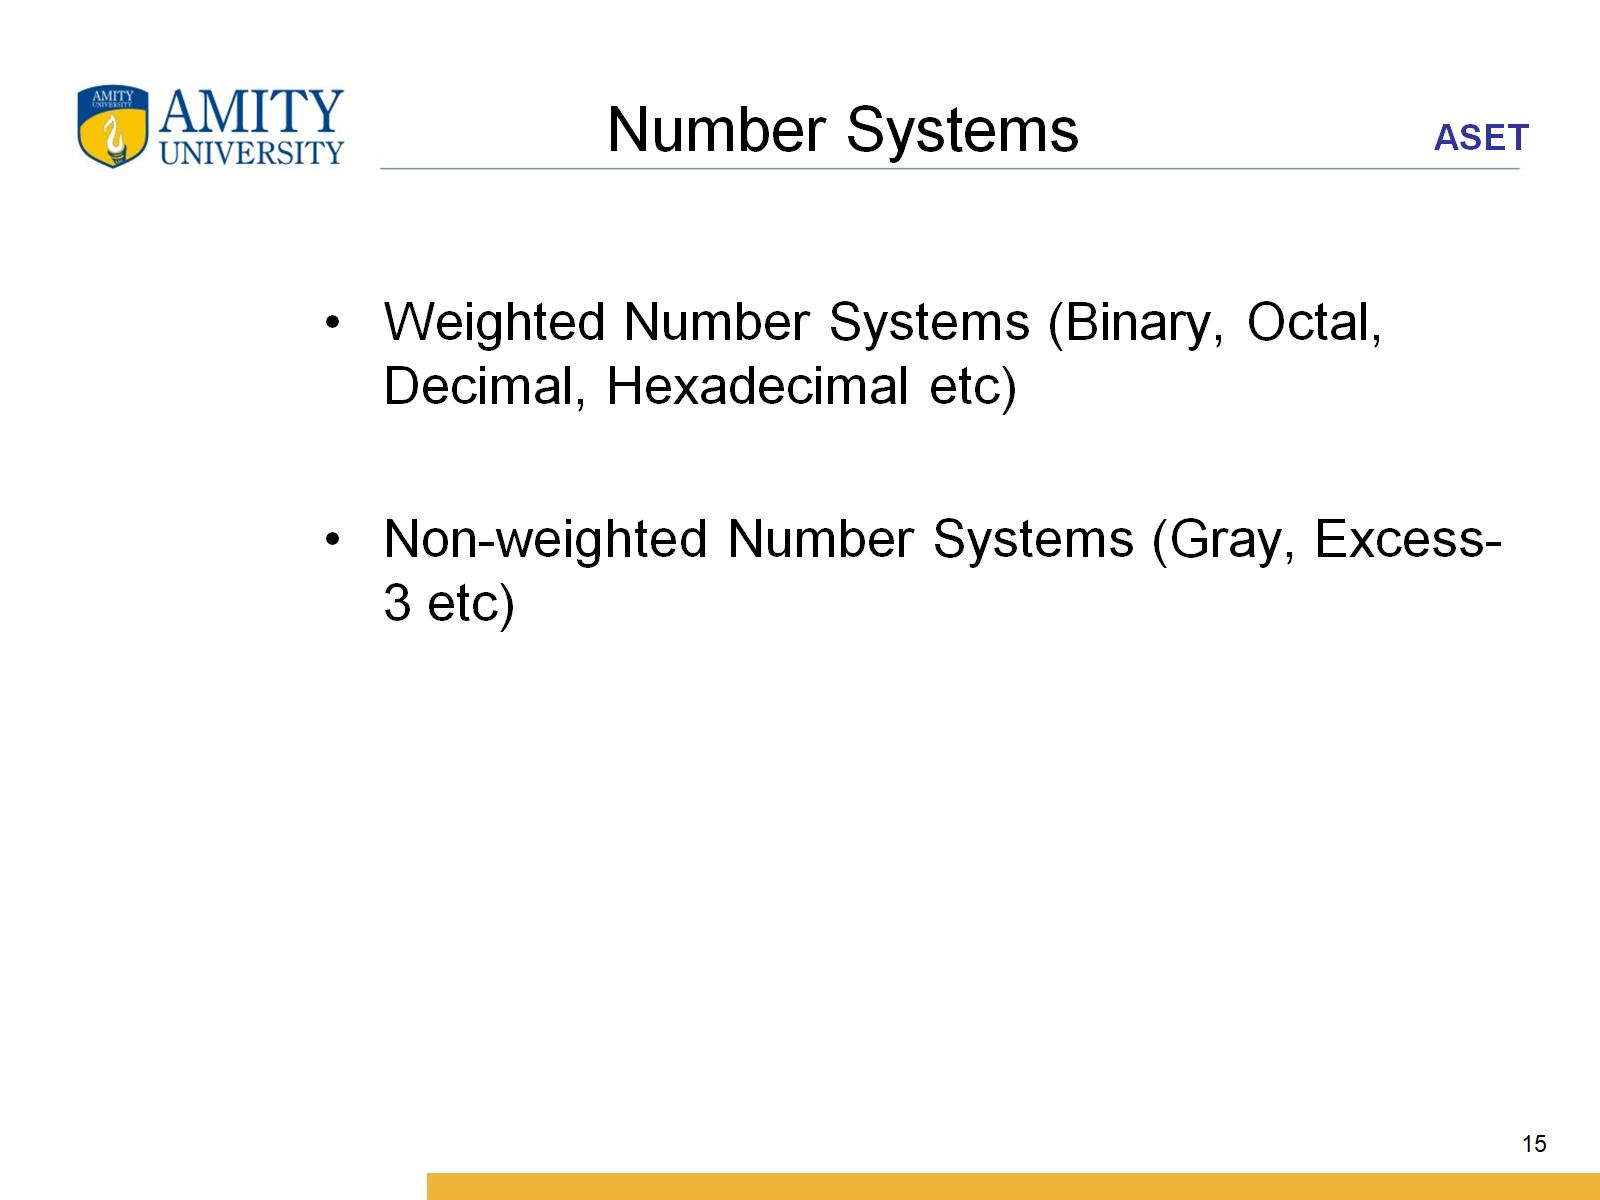 AMITY
UNIVERSITY
AMITY
UNIVERSITY
Number Systems
ASET
• Weighted Number Systems (Binary, Octal,
Decimal, Hexadecimal etc)
• Non-weighted Number Systems (Gray, Excess-
3 etc)
15